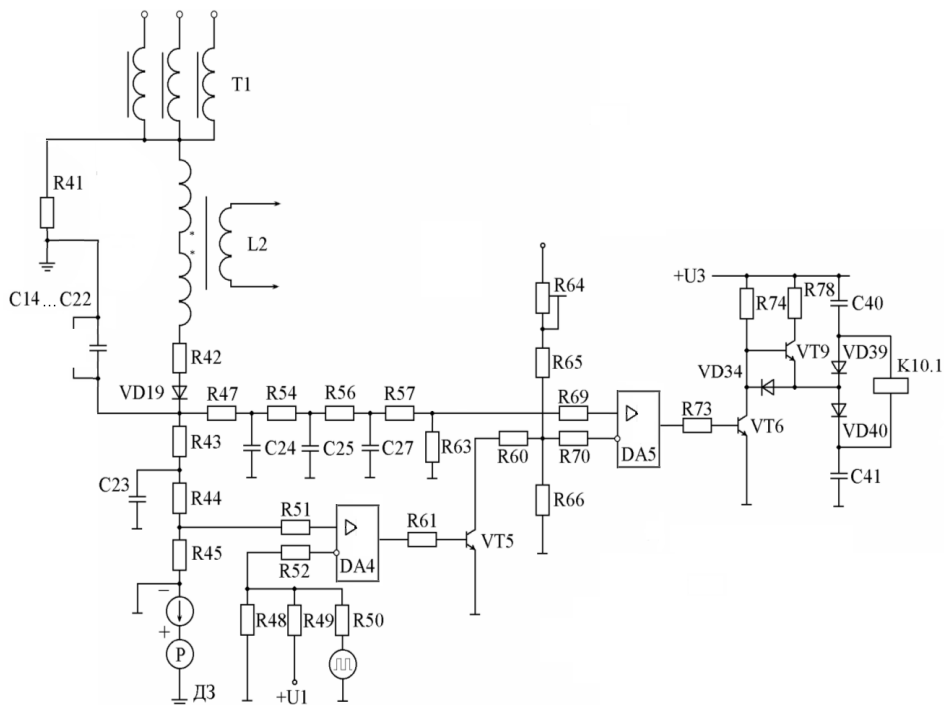 T1
R41
L2
C14...C22
R42
VD19
R47
R54
R56
R57
R43
C24
C25
C27
R63
C23
R44
R45
R51
R52
DA4
R61
VT5
R48
R49
R50
+U1
−
+
P
ДЗ
R64
R65
R60
R69
R70
R66
DA5
R73
+U3
R74
R78
C40
VT9
VD39
VD34
K10.1
VT6
VD40
C41